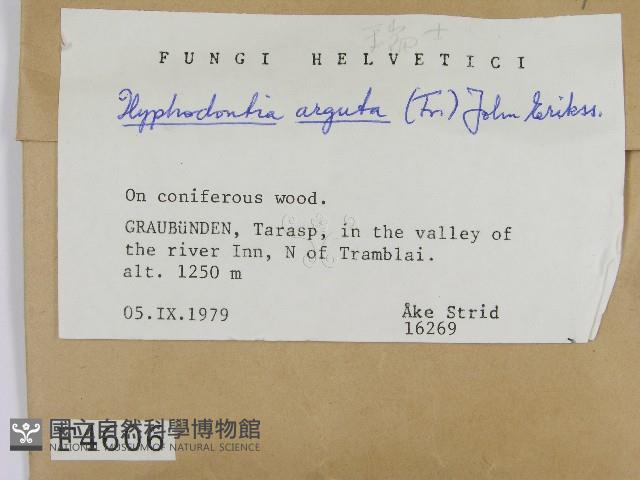 瑞士
FUNGI HELVETICI
Hyphodontia arguta (Fr.) John Erikss.
On coniferous wood.
GRAUBÜNDEN, Tarasp, in the valley of
the river Inn, N of Tramblai.
alt. 1250 m
05.IX.1979
Åke Strid
16269
F4606
國立自然科學博物館
NATIONAL MUSEUM OF NATURAL SCIENCE